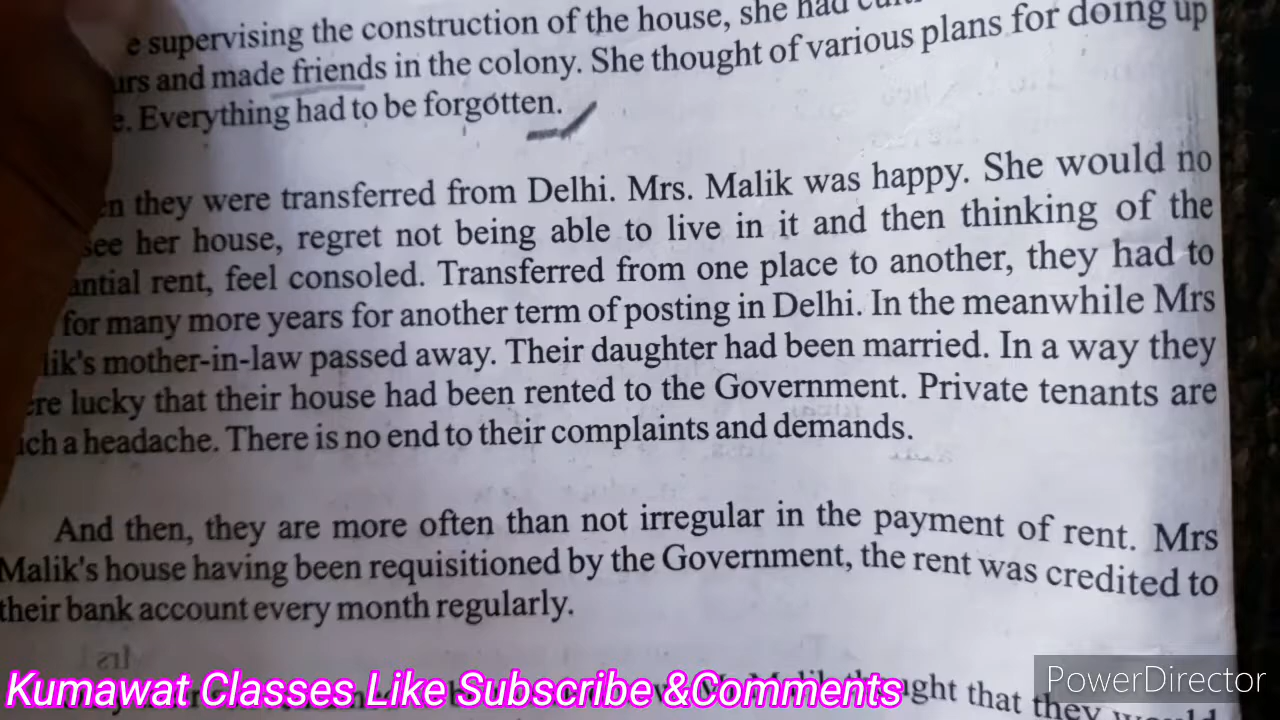 e supervising the construction of the house, she had
urs and made friends in the colony. She thought of various plans for doing up
e. Everything had to be forgotten.
en they were transferred from Delhi. Mrs. Malik was happy. She would no
see her house, regret not being able to live in it and then thinking of the
antial rent, feel consoled. Transferred from one place to another, they had to
for many more years for another term of posting in Delhi. In the meanwhile Mrs
lik's mother-in-law passed away. Their daughter had been married. In a way they
ere lucky that their house had been rented to the Government. Private tenants are
ich a headache. There is no end to their complaints and demands.
And then, they are more often than not irregular in the payment of rent. Mrs
Malik's house having been requisitioned by the Government, the rent was credited to
their bank account every month regularly.
ught that they would
Kumawat Classes Like Subscribe &Comments
PowerDirector